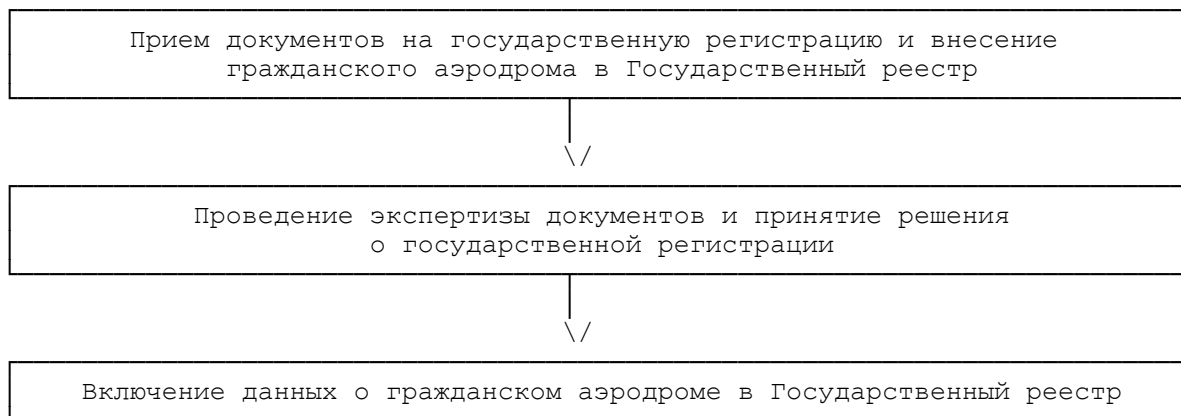 Прием документов на государственную регистрацию и внесение
гражданского аэродрома в Государственный реестр
\/
Проведение экспертизы документов и принятие решения
о государственной регистрации
\/
Включение данных о гражданском аэродроме в Государственный реестр